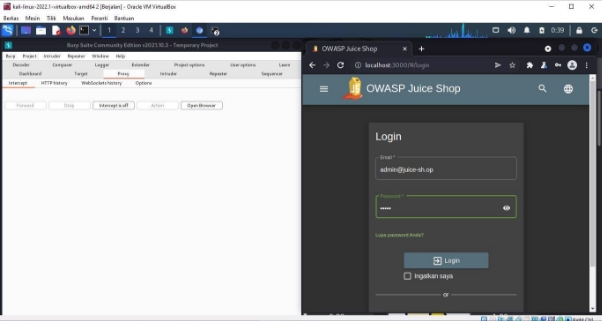 kali-linux-2022.1-virtualbox-amd64 2 [Berjalan] - Oracle VM VirtualBox
Berkas Mesin Tilik Masukan Peranti Bantuan
1 2 3 4
0:39
Burp Suite Community Edition v2021.10.3 - Temporary Project
Burp Project Intruder Repeater Window Help
Decoder Comparer Logger Extender Project options User options Learn
Dashboard Target Proxy Intruder Repeater Sequencer
Intercept HTTP history WebSockets history Options
Forward Drop Intercept is off Action Open Browser
OWASP Juice Shop
localhost:3000/#/login
OWASP Juice Shop
Login
Email *
admin@juice-sh.op
Password *
•••••
Lupa password Anda?
Login
Ingatkan saya
or